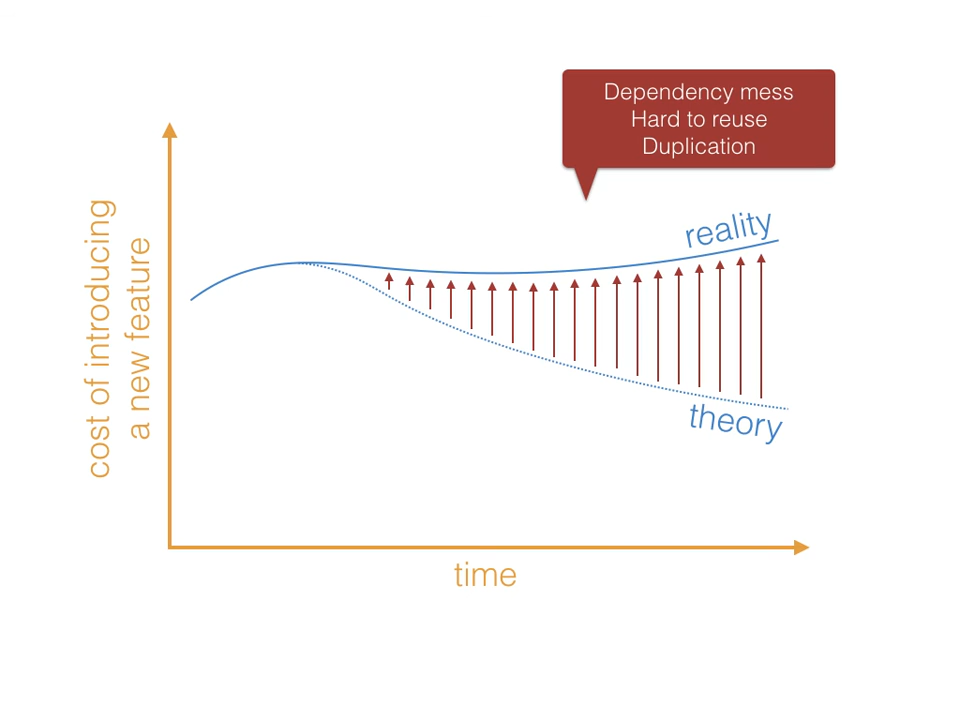 Dependency mess
Hard to reuse
Duplication
cost of introducing
a new feature
reality
theory
time